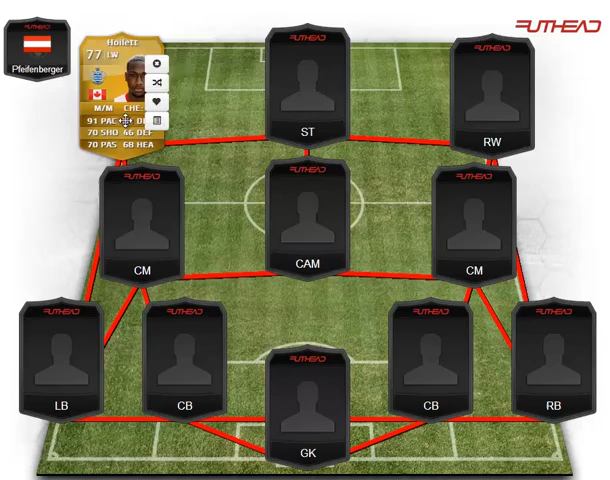 FUTHEAD
Pfeifenberger
Hoilett
77 LW
M/M CHE:
91 PAC
70 SHO 46 DEF
70 PAS 68 HEA
FUTHEAD
ST
FUTHEAD
RW
FUTHEAD
CM
FUTHEAD
CAM
FUTHEAD
CM
FUTHEAD
LB
FUTHEAD
CB
FUTHEAD
CB
FUTHEAD
RB
FUTHEAD
GK